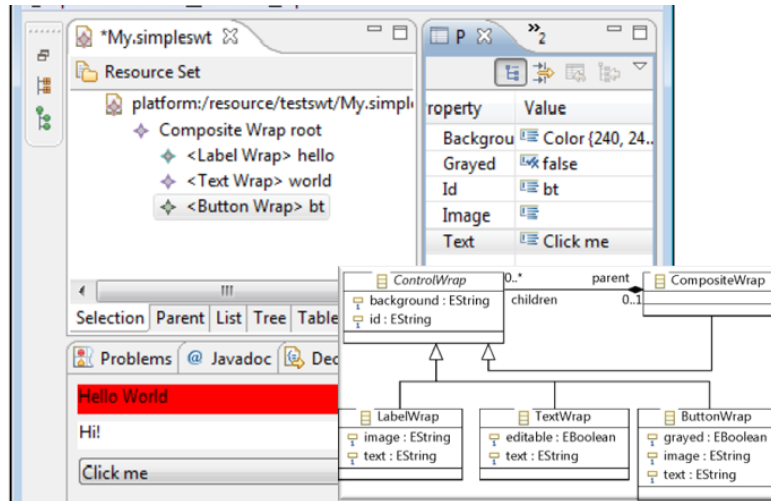 *My.simpleswt
Resource Set
platform:/resource/testswt/My.simpl
Composite Wrap root
<Label Wrap> hello
<Text Wrap> world
<Button Wrap> bt
Selection Parent List Tree Table
P
»2
roperty Value
Backgrou Color {240, 24..
Grayed false
Id bt
Image
Text Click me
Problems @ Javadoc Dec
Hello World
Hi!
Click me
ControlWrap
background : EString
id : EString
0..* parent
children 0..1
CompositeWrap
LabelWrap
image : EString
text : EString
TextWrap
editable : EBoolean
text : EString
ButtonWrap
grayed : EBoolean
image : EString
text : EString